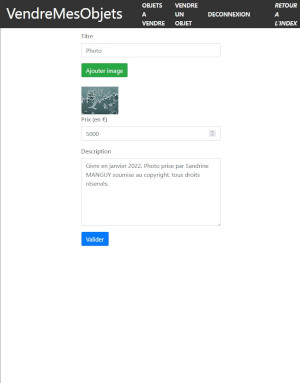 VendreMesObjets
OBJETS
A
VENDRE
VENDRE
UN
OBJET
DECONNEXION
RETOUR
A
L'INDEX
Titre
Photo
Ajouter image
Prix (en €)
5000
Description
Givre en janvier 2022. Photo prise par Sandrine
MANGUY soumise au copyright, tous droits
réservés.
Valider